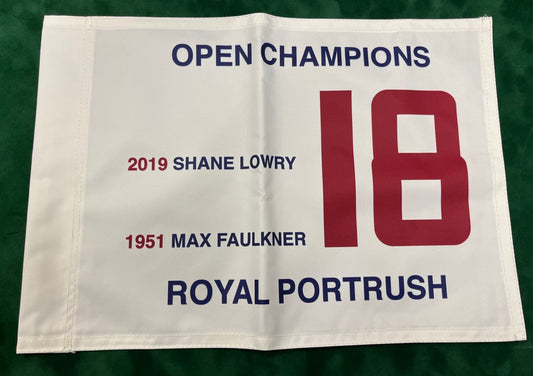 OPEN CHAMPIONS
18
2019 SHANE LOWRY
1951 MAX FAULKNER
ROYAL PORTRUSH